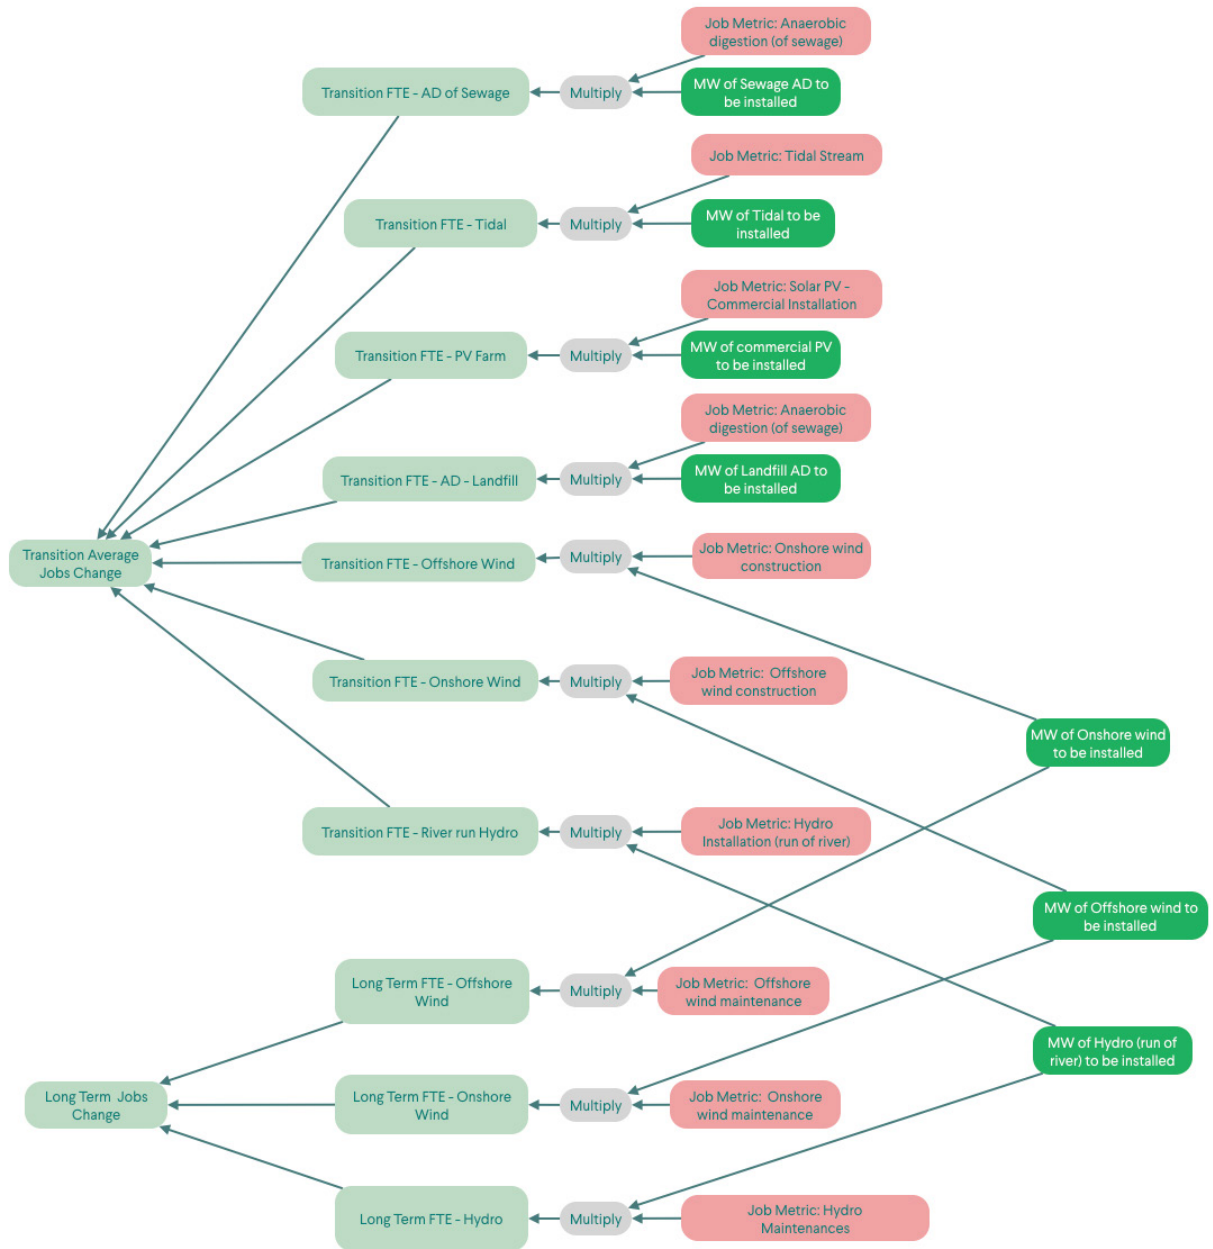 Job Metric: Anaerobic
digestion (of sewage)
Transition FTE - AD of Sewage
Multiply
MW of Sewage AD to
be installed
Job Metric: Tidal Stream
Transition FTE - Tidal
Multiply
MW of Tidal to be
installed
Job Metric: Solar PV -
Commercial Installation
Transition FTE - PV Farm
Multiply
MW of commercial PV
to be installed
Job Metric: Anaerobic
digestion (of sewage)
Transition FTE - AD - Landfill
Multiply
MW of Landfill AD to
be installed
Transition Average
Jobs Change
Transition FTE - Offshore Wind
Multiply
Job Metric: Onshore wind
construction
Transition FTE - Onshore Wind
Multiply
Job Metric: Offshore
wind construction
MW of Onshore wind
to be installed
Transition FTE - River run Hydro
Multiply
Job Metric: Hydro
Installation (run of river)
MW of Offshore wind to
be installed
Long Term FTE - Offshore
Wind
Multiply
Job Metric: Offshore
wind maintenance
MW of Hydro (run of
river) to be installed
Long Term Jobs
Change
Long Term FTE - Onshore
Wind
Multiply
Job Metric: Onshore
wind maintenance
Long Term FTE - Hydro
Multiply
Job Metric: Hydro
Maintenances